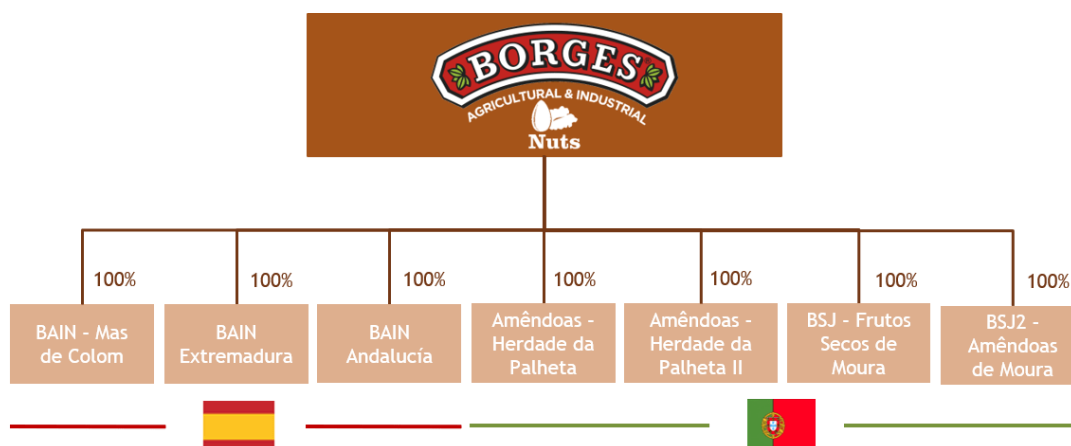 BORGES
AGRICULTURAL & INDUSTRIAL
Nuts
100%
100%
100%
100%
100%
100%
100%
BAIN - Mas
de Colom
BAIN
Extremadura
BAIN
Andalucía
Amêndoas -
Herdade da
Palheta
Amêndoas -
Herdade da
Palheta II
BSJ - Frutos
Secos de
Moura
BSJ2 -
Amêndoas
de Moura